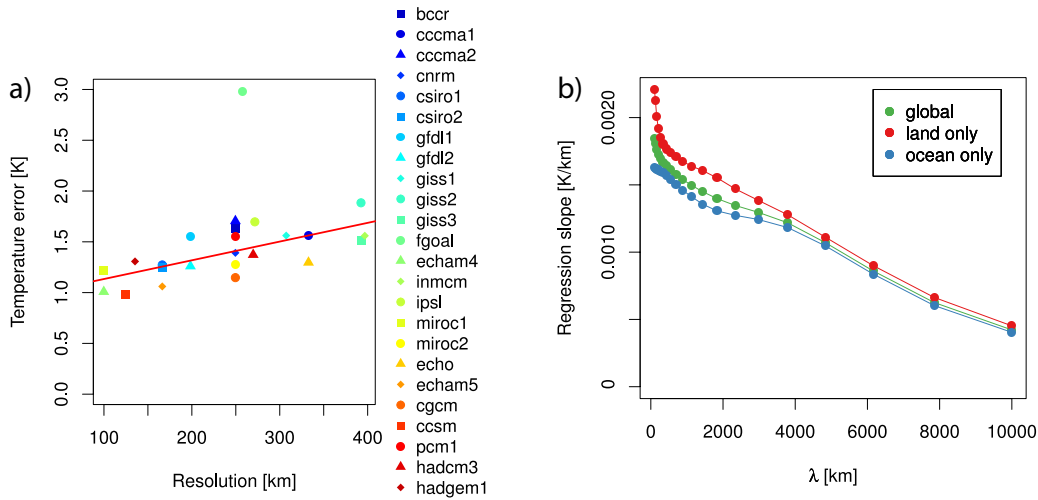 a)
Temperature error [K]
3.0
2.5
2.0
1.5
1.0
0.5
0.0
100
200
300
400
Resolution [km]
bccr
cccma1
cccma2
cnrm
csiro1
csiro2
gfdl1
gfdl2
giss1
giss2
giss3
fgoal
echam4
inmcm
ipsl
miroc1
miroc2
echo
echam5
cgcm
ccsm
pcm1
hadcm3
hadgem1
b)
Regression slope [K/km]
0.0020
0.0010
0
0
2000
4000
6000
8000
10000
λ [km]
global
land only
ocean only